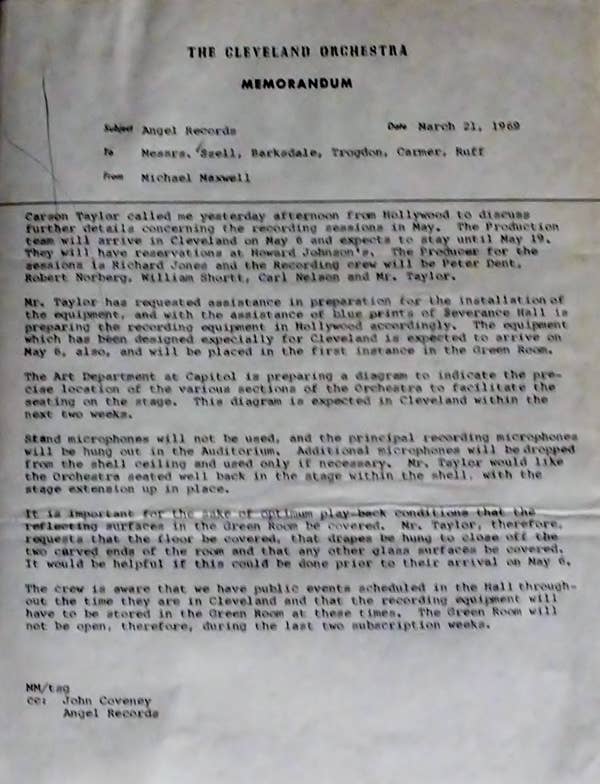 THE CLEVELAND ORCHESTRA
MEMORANDUM
Subject Angel Records Date March 21, 1969
To Messrs. Szell, Barksdale, Trogdon, Carmer, Ruff
From Michael Maxwell
Carson Taylor called me yesterday afternoon from Hollywood to discuss
further details concerning the recording sessions in May. The Production
team will arrive in Cleveland on May 6 and expects to stay until May 19.
They will have reservations at Howard Johnson's. The Producer for the
sessions is Richard Jones and the Recording crew will be Peter Dent,
Robert Norberg, William Shortt, Carl Nelson and Mr. Taylor.
Mr. Taylor has requested assistance in preparation for the installation of
the equipment, and with the assistance of blue prints of Severance Hall is
preparing the recording equipment in Hollywood accordingly. The equipment
which has been designed expecially for Cleveland is expected to arrive on
May 6, also, and will be placed in the first instance in the Green Room.
The Art Department at Capitol is preparing a diagram to indicate the pre-
cise location of the various sections of the Orchestra to facilitate the
seating on the stage. This diagram is expected in Cleveland within the
next two weeks.
Stand microphones will not be used, and the principal recording microphones
will be hung out in the Auditorium. Additional microphones will be dropped
from the shell ceiling and used only if necessary. Mr. Taylor would like
the Orchestra seated well back in the stage within the shell, with the
stage extension up in place.
It is important for the sake of optimum play-back conditions that the
reflecting surfaces in the Green Room be covered. Mr. Taylor, therefore,
requests that the floor be covered, that drapes be hung to close off the
two curved ends of the room and that any other glass surfaces be covered.
It would be helpful if this could be done prior to their arrival on May 6.
The crew is aware that we have public events scheduled in the Hall through-
out the time they are in Cleveland and that the recording equipment will
have to be stored in the Green Room at these times. The Green Room will
not be open, therefore, during the last two subscription weeks.
MM/tsg
cc: John Coveney
Angel Records